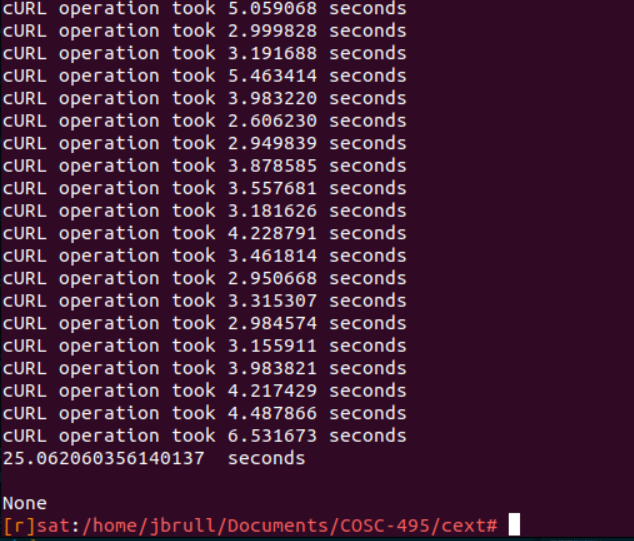 cURL operation took 5.059068 seconds
cURL operation took 2.999828 seconds
cURL operation took 3.191688 seconds
cURL operation took 5.463414 seconds
cURL operation took 3.983220 seconds
cURL operation took 2.606230 seconds
cURL operation took 2.949839 seconds
cURL operation took 3.878585 seconds
cURL operation took 3.557681 seconds
cURL operation took 3.181626 seconds
cURL operation took 4.228791 seconds
cURL operation took 3.461814 seconds
cURL operation took 2.950668 seconds
cURL operation took 3.315307 seconds
cURL operation took 2.984574 seconds
cURL operation took 3.155911 seconds
cURL operation took 3.983821 seconds
cURL operation took 4.217429 seconds
cURL operation took 4.487866 seconds
cURL operation took 6.531673 seconds
25.062060356140137  seconds
None
[r]sat:/home/jbrull/Documents/COSC-495/cext#